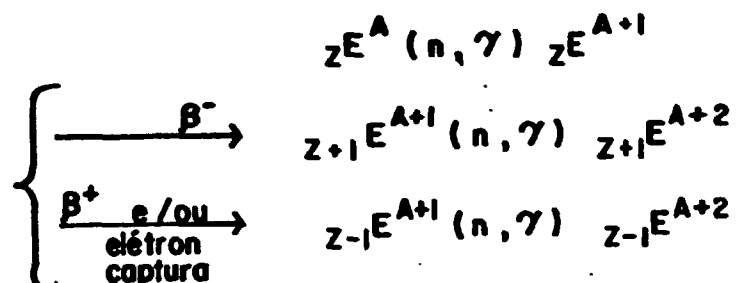 zE^A (n, γ) zE^A+1
β⁻ z+1E^A+1 (n, γ) z+1E^A+2
β⁺ e/ou z-1E^A+1 (n, γ) z-1E^A+2
elétron
captura